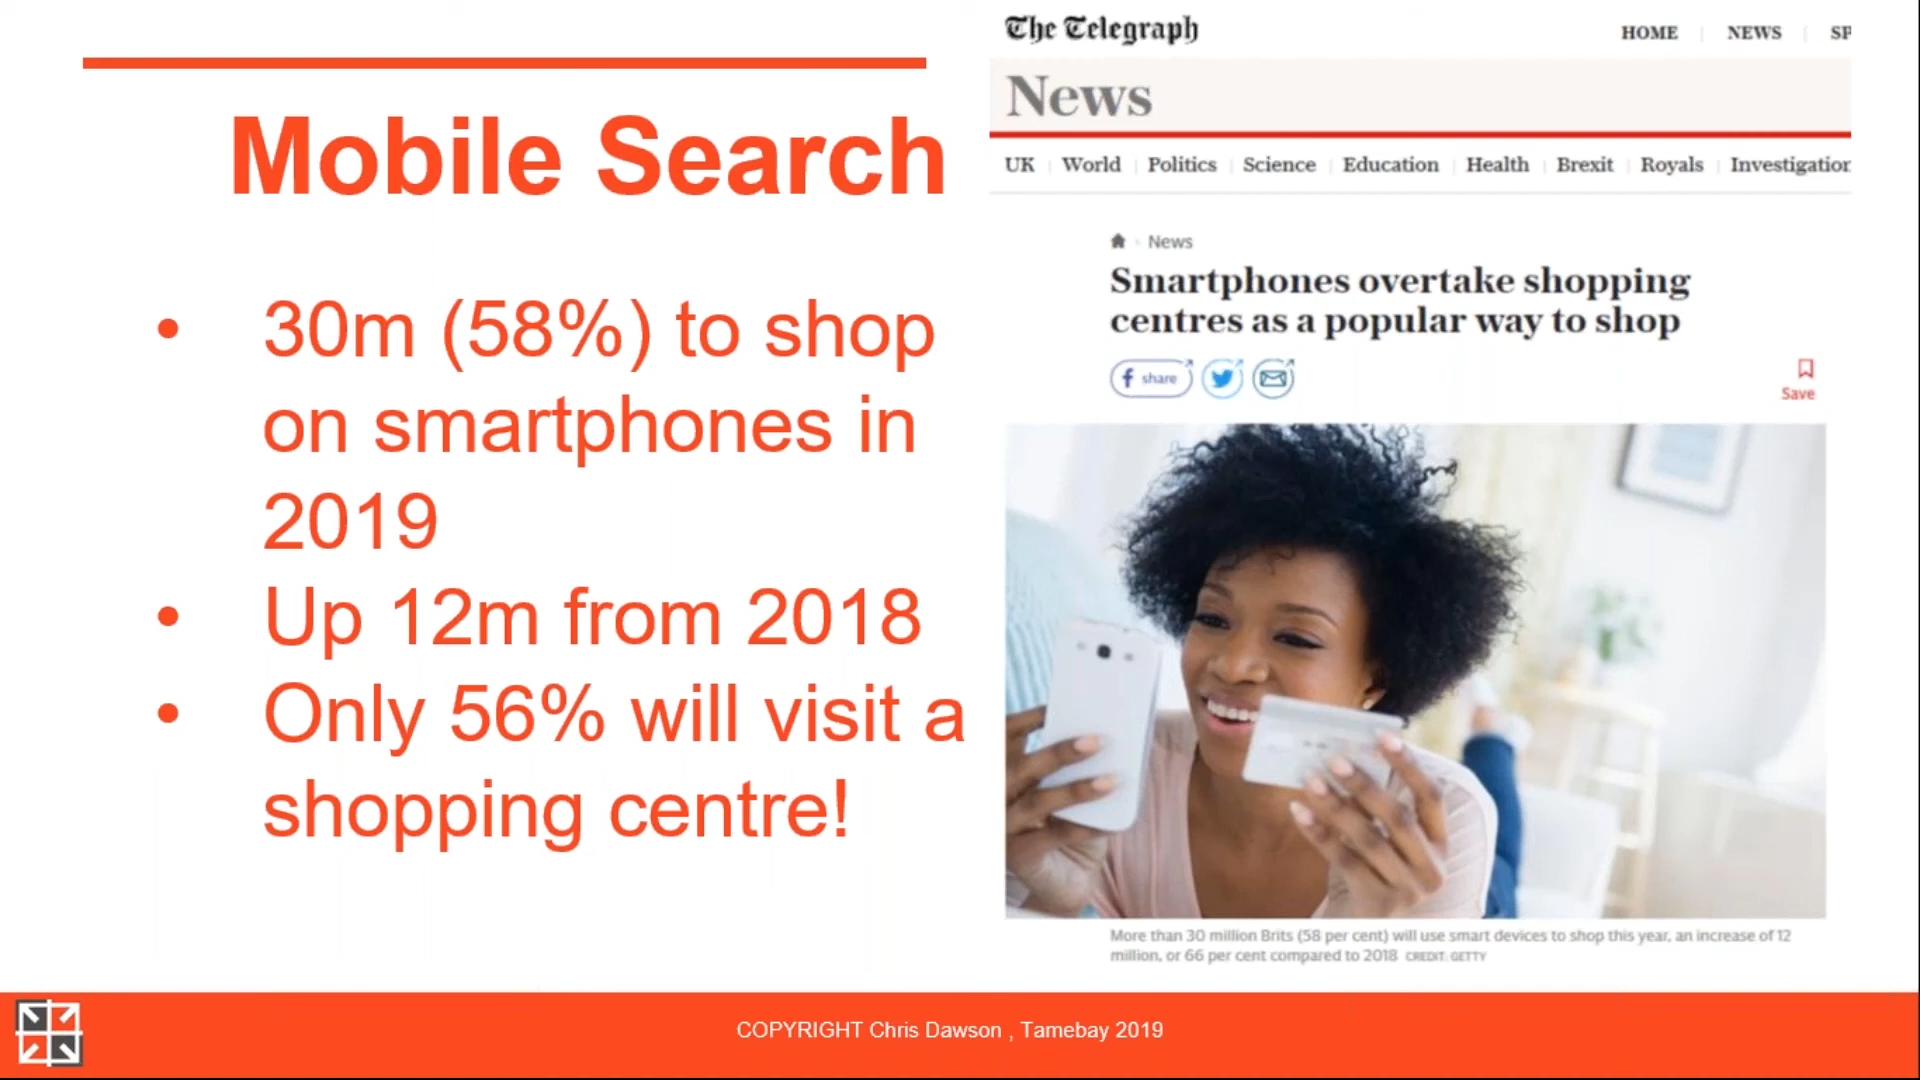 Mobile Search
• 30m (58%) to shop
on smartphones in
2019
• Up 12m from 2018
• Only 56% will visit a
shopping centre!
The Telegraph
HOME NEWS SP
News
UK World Politics Science Education Health Brexit Royals Investigation
News
Smartphones overtake shopping
centres as a popular way to shop
share
Save
More than 30 million Brits (58 per cent) will use smart devices to shop this year, an increase of 12
million, or 66 per cent compared to 2018 CREDIT: GETTY
COPYRIGHT Chris Dawson , Tamebay 2019